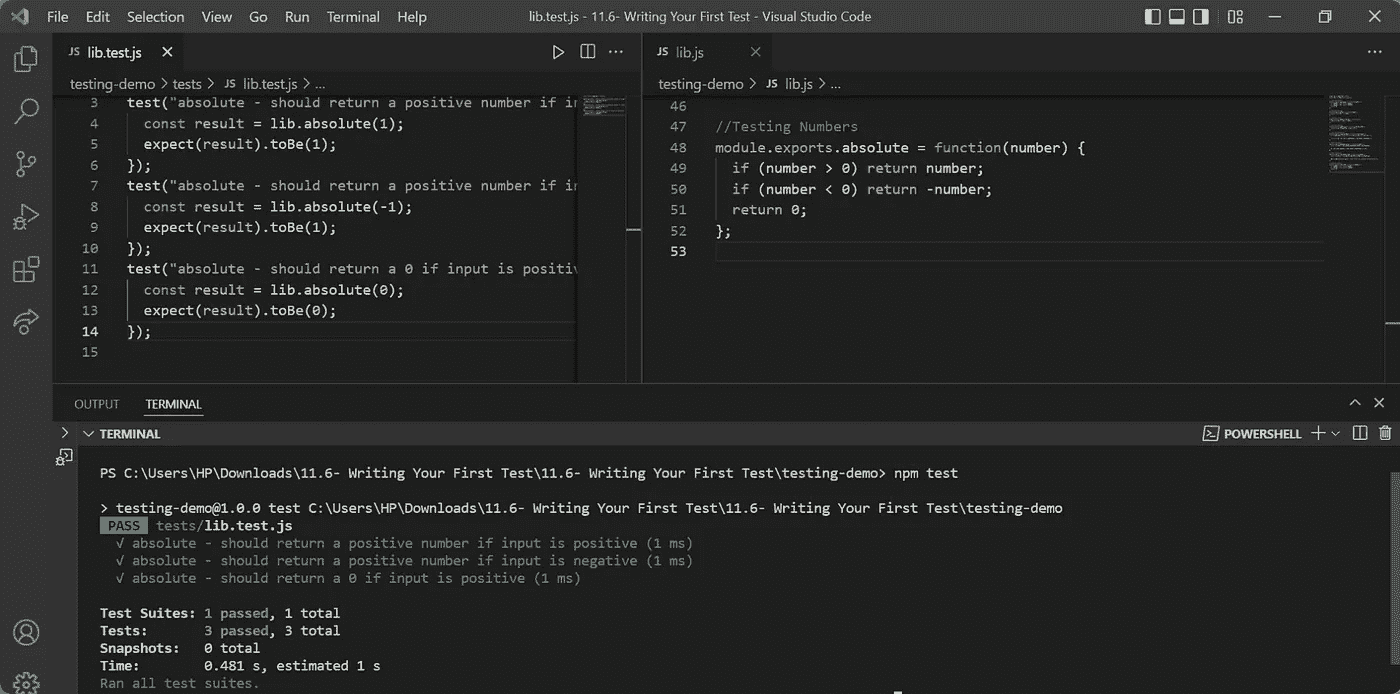 File Edit Selection View Go Run Terminal Help lib.test.js - 11.6- Writing Your First Test - Visual Studio Code
JS lib.test.js
testing-demo > tests > JS lib.test.js > ...
3 test("absolute - should return a positive number if in
4 const result = lib.absolute(1);
5 expect(result).toBe(1);
6 });
7 test("absolute - should return a positive number if in
8 const result = lib.absolute(-1);
9 expect(result).toBe(1);
10 });
11 test("absolute - should return a 0 if input is positiv
12 const result = lib.absolute(0);
13 expect(result).toBe(0);
14 });
15
JS lib.js
testing-demo > JS lib.js > ...
46
47 //Testing Numbers
48 module.exports.absolute = function(number) {
49 if (number > 0) return number;
50 if (number < 0) return -number;
51 return 0;
52 };
53
OUTPUT TERMINAL
TERMINAL POWERSHELL
PS C:\Users\HP\Downloads\11.6- Writing Your First Test\11.6- Writing Your First Test\testing-demo> npm test
> testing-demo@1.0.0 test C:\Users\HP\Downloads\11.6- Writing Your First Test\11.6- Writing Your First Test\testing-demo
PASS tests/lib.test.js
√ absolute - should return a positive number if input is positive (1 ms)
√ absolute - should return a positive number if input is negative (1 ms)
√ absolute - should return a 0 if input is positive (1 ms)
Test Suites: 1 passed, 1 total
Tests: 3 passed, 3 total
Snapshots: 0 total
Time: 0.481 s, estimated 1 s
Ran all test suites.